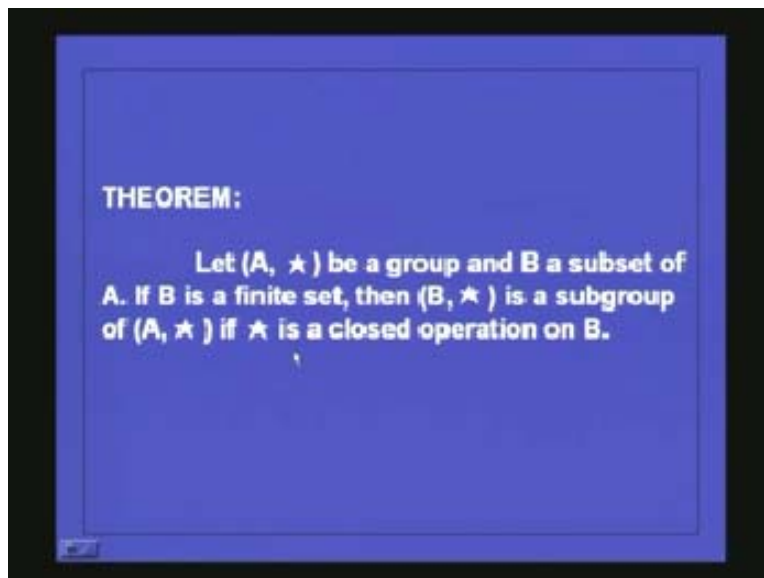 THEOREM:
Let (A, ★ ) be a group and B a subset of
A. If B is a finite set, then (B, ★ ) is a subgroup
of (A, ★ ) if ★ is a closed operation on B.